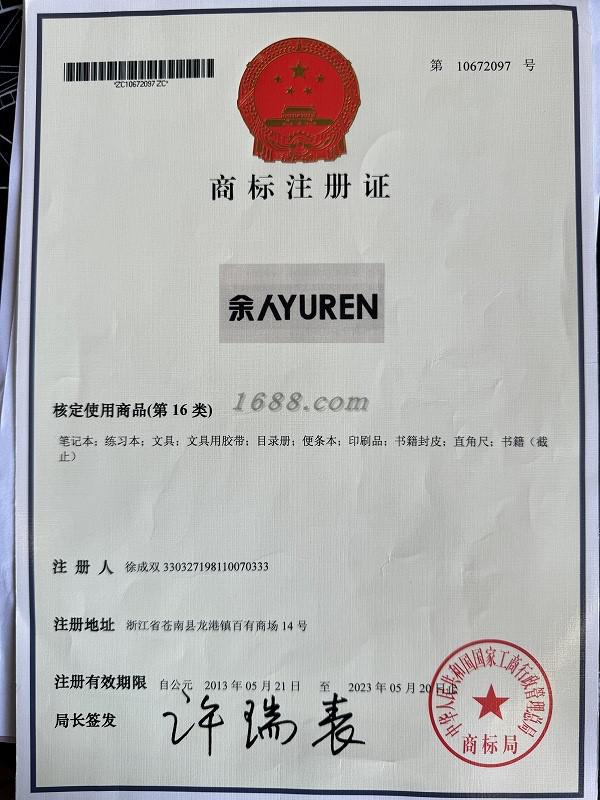 第 10672097 号
*ZC10672097 ZC*
商标注册证
余人YUREN
核定使用商品(第 16 类)
1688.com
笔记本；练习本；文具；文具用胶带；目录册；便条本；印刷品；书籍封皮；直角尺；书籍（截
止）
注 册 人 徐成双 330327198110070333
注册地址 浙江省苍南县龙港镇百有商场 14 号
注册有效期限 自公元 2013 年 05 月 21 日 至 2023 年 05 月 20 日止
局长签发 许瑞表
中华人民共和国国家工商行政管理总局
商标局